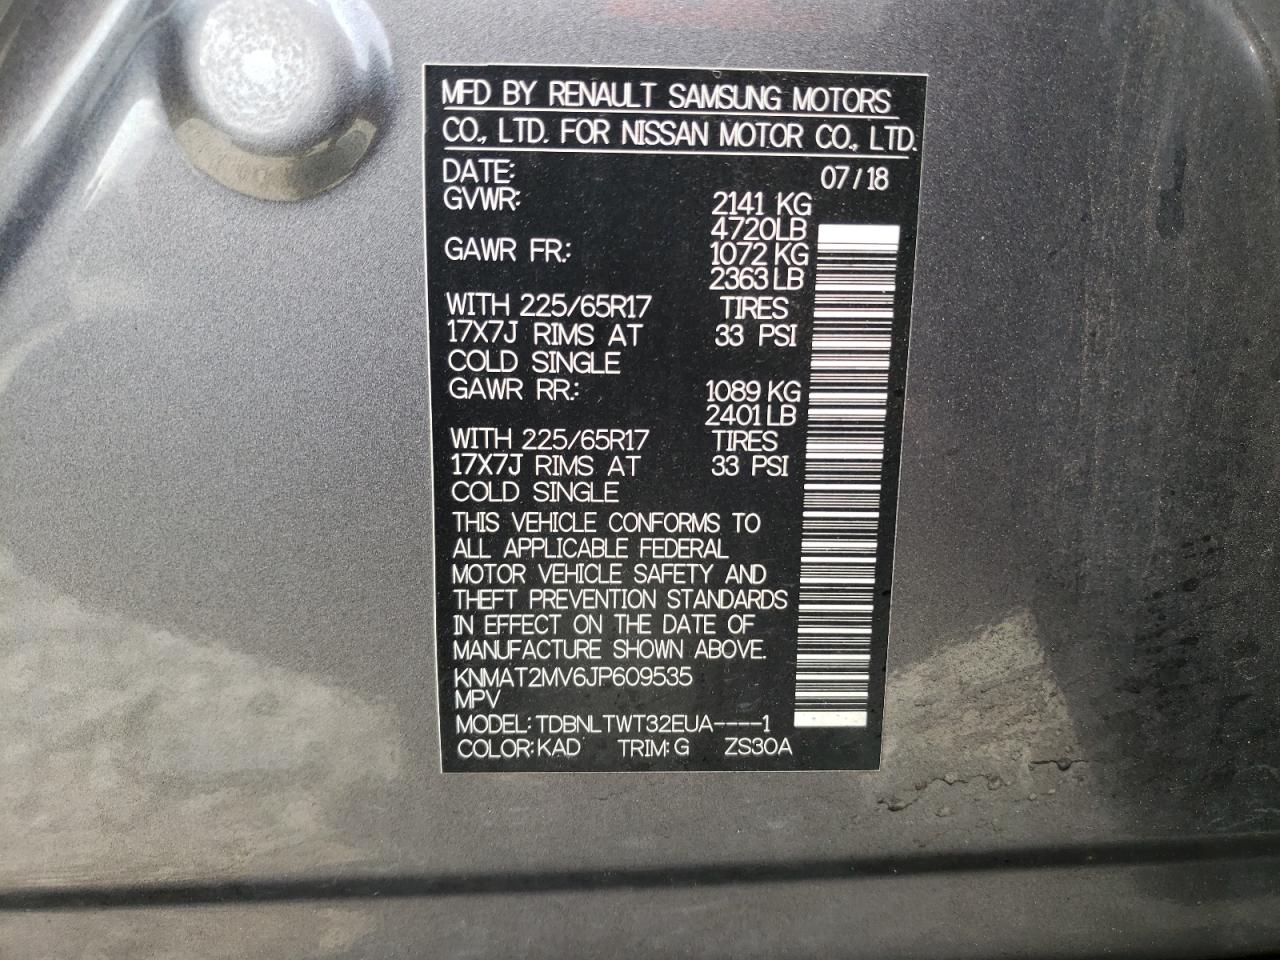 MFD BY RENAULT SAMSUNG MOTORS
CO., LTD. FOR NISSAN MOTOR CO., LTD.
DATE: 07/18
GVWR: 2141 KG
4720LB
GAWR FR.: 1072 KG
2363 LB
WITH 225/65R17 TIRES
17X7J RIMS AT 33 PSI
COLD SINGLE
GAWR RR.: 1089 KG
2401 LB
WITH 225/65R17 TIRES
17X7J RIMS AT 33 PSI
COLD SINGLE
THIS VEHICLE CONFORMS TO
ALL APPLICABLE FEDERAL
MOTOR VEHICLE SAFETY AND
THEFT PREVENTION STANDARDS
IN EFFECT ON THE DATE OF
MANUFACTURE SHOWN ABOVE.
KNMAT2MV6JP609535
MPV
MODEL: TDBNLTWT32EUA----1
COLOR: KAD TRIM: G ZS30A